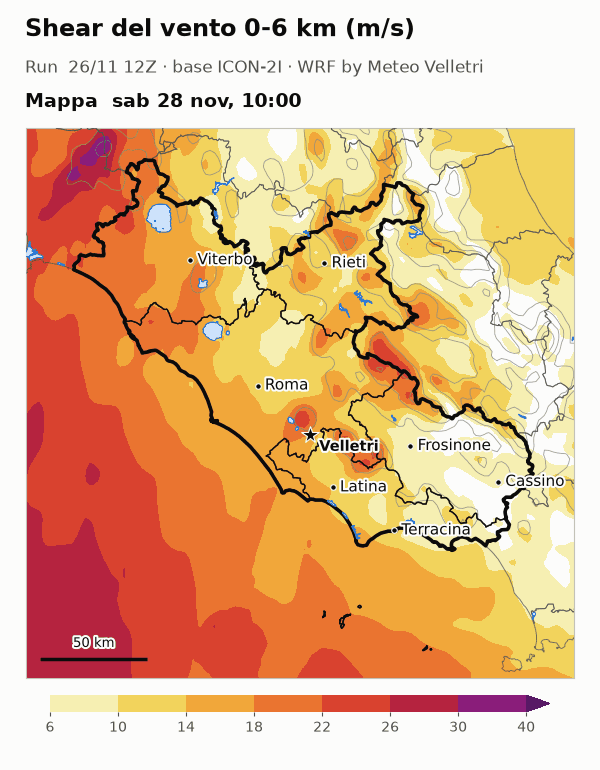 Shear del vento 0-6 km (m/s)
Run  26/11 12Z · base ICON-2I · WRF by Meteo Velletri
Mappa  sab 28 nov, 10:00
Viterbo
Rieti
Roma
Velletri
Frosinone
Cassino
Latina
Terracina
50 km
6 10 14 18 22 26 30 40